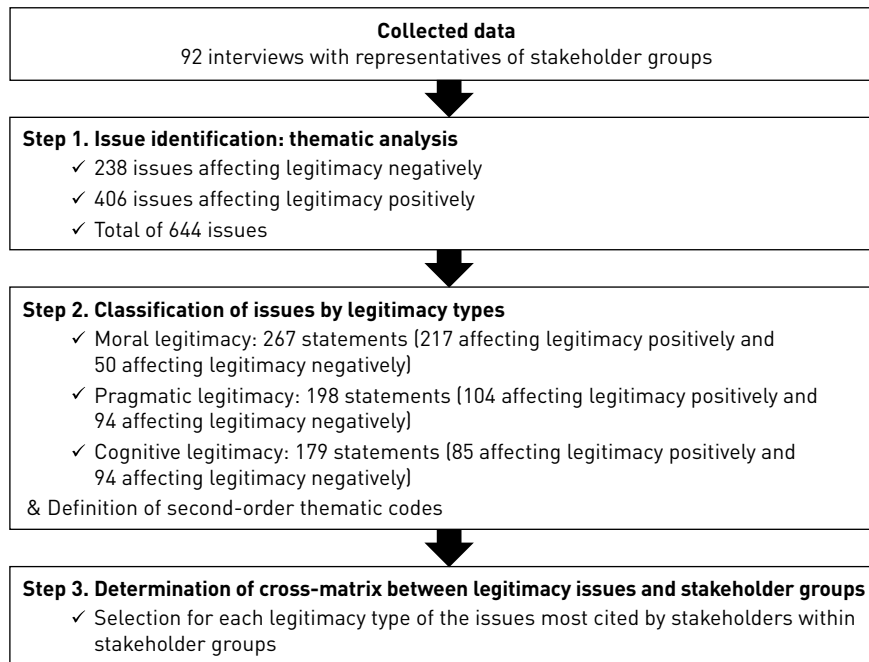 Collected data
92 interviews with representatives of stakeholder groups
Step 1. Issue identification: thematic analysis
✓ 238 issues affecting legitimacy negatively
✓ 406 issues affecting legitimacy positively
✓ Total of 644 issues
Step 2. Classification of issues by legitimacy types
✓ Moral legitimacy: 267 statements (217 affecting legitimacy positively and
50 affecting legitimacy negatively)
✓ Pragmatic legitimacy: 198 statements (104 affecting legitimacy positively and
94 affecting legitimacy negatively)
✓ Cognitive legitimacy: 179 statements (85 affecting legitimacy positively and
94 affecting legitimacy negatively)
& Definition of second-order thematic codes
Step 3. Determination of cross-matrix between legitimacy issues and stakeholder groups
✓ Selection for each legitimacy type of the issues most cited by stakeholders within
stakeholder groups